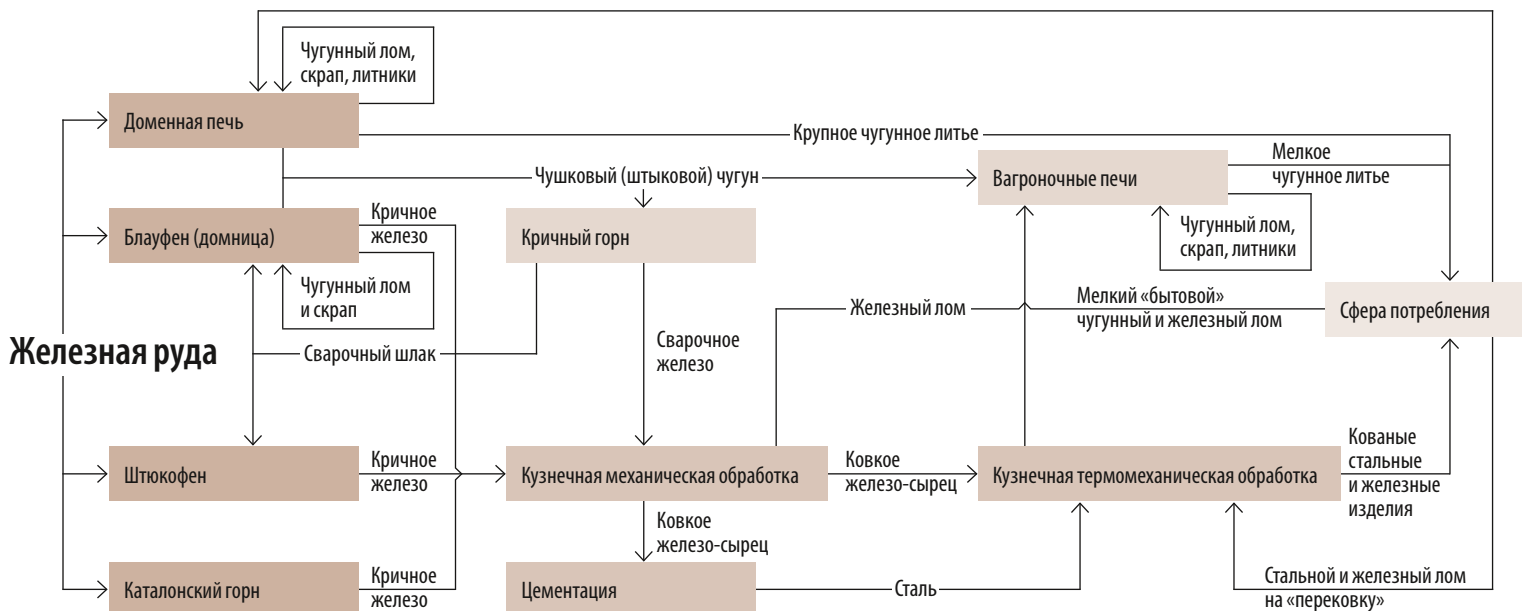 Чугунный лом,
скрап, литники
Доменная печь
Крупное чугунное литье
Мелкое
чугунное литье
Чушковый (штыковой) чугун
Вагроночные печи
Блауфен (домница)
Кричное
железо
Кричный горн
Чугунный лом,
скрап, литники
Чугунный лом
и скрап
Железный лом
Мелкий «бытовой»
чугунный и железный лом
Сфера потребления
Железная руда
Сварочный шлак
Сварочное
железо
Штюкофен
Кричное
железо
Кузнечная механическая обработка
Ковкое
железо-сырец
Кузнечная термомеханическая обработка
Кованые
стальные
и железные
изделия
Ковкое
железо-сырец
Каталонский горн
Кричное
железо
Цементация
Сталь
Стальной и железный лом
на «перековку»